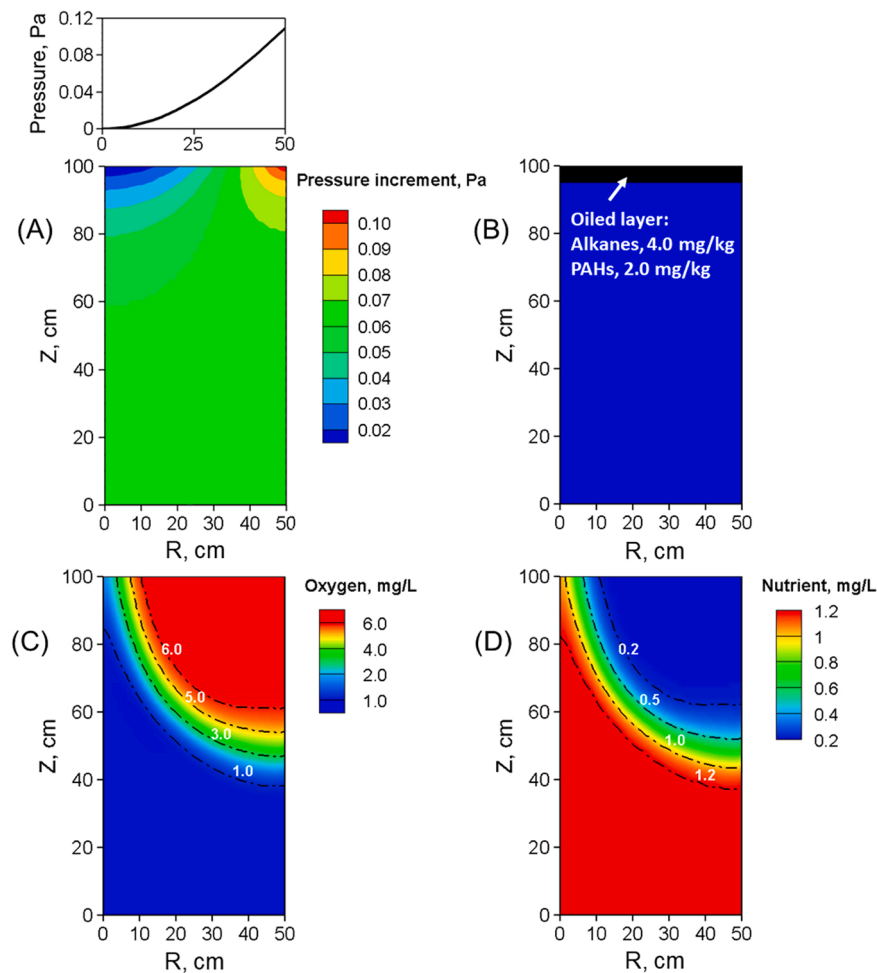 Pressure, Pa
0.12
0.08
0.04
0
0 25 50
(A)
Z, cm
100
80
60
40
20
0
0 10 20 30 40 50
R, cm
Pressure increment, Pa
0.10
0.09
0.08
0.07
0.06
0.05
0.04
0.03
0.02
(B)
Z, cm
100
80
60
40
20
0
Oiled layer:
Alkanes, 4.0 mg/kg
PAHs, 2.0 mg/kg
0 10 20 30 40 50
R, cm
(C)
Z, cm
100
80
60
40
20
0
6.0
5.0
3.0
1.0
0 10 20 30 40 50
R, cm
Oxygen, mg/L
6.0
4.0
2.0
1.0
(D)
Z, cm
100
80
60
40
20
0
0.2
0.5
1.0
1.2
0 10 20 30 40 50
R, cm
Nutrient, mg/L
1.2
1
0.8
0.6
0.4
0.2